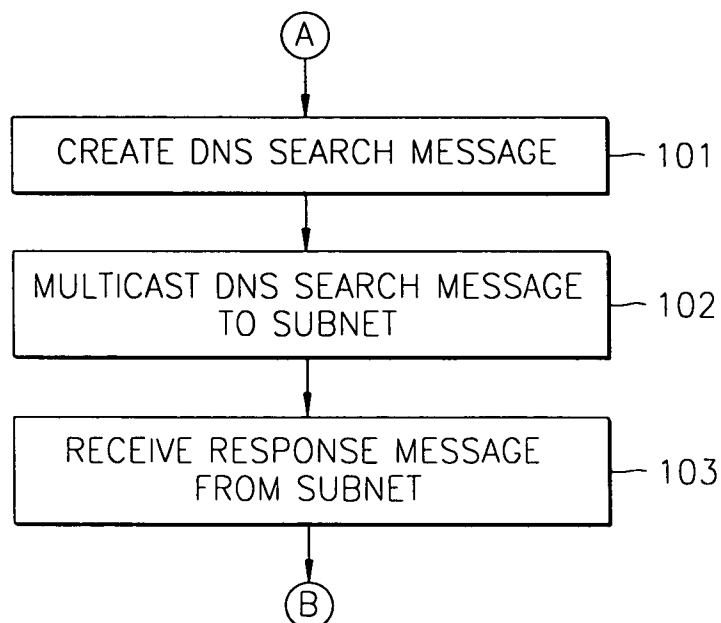 A
CREATE DNS SEARCH MESSAGE
101
MULTICAST DNS SEARCH MESSAGE
TO SUBNET
102
RECEIVE RESPONSE MESSAGE
FROM SUBNET
103
B